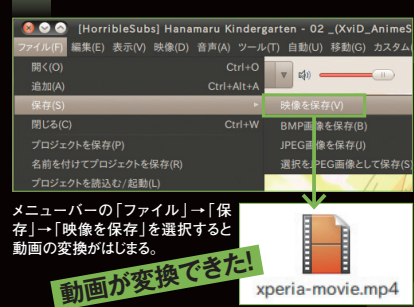 [HorribleSubs] Hanamaru Kindergarten - 02 _(XviD_AnimeS
ファイル(F) 編集(E) 表示(V) 映像(D) 音声(A) ツール(T) 自動(U) 移動(G) カスタム(
開く(O) Ctrl+O
追加(A) Ctrl+Alt+A
保存(S)
映像を保存(V)
閉じる(C) Ctrl+W
BMP画像を保存(B)
プロジェクトを保存(P)
JPEG画像を保存(J)
名前を付けてプロジェクトを保存(R)
選択をJPEG画像として保存(S)
プロジェクトを読込む/起動(L)
メニューバーの「ファイル」→「保
存」→「映像を保存」を選択すると
動画の変換がはじまる。
動画が変換できた!
xperia-movie.mp4